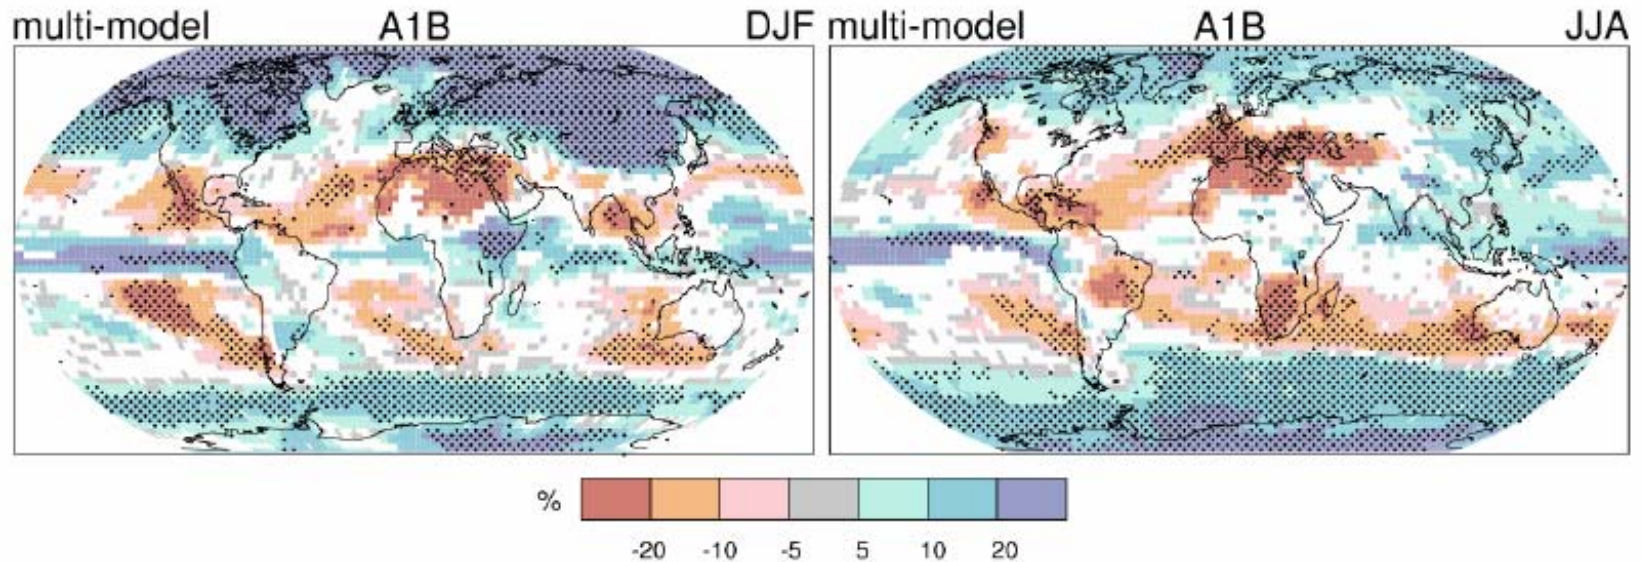 multi-model A1B DJF
multi-model A1B JJA
%
-20 -10 -5 5 10 20